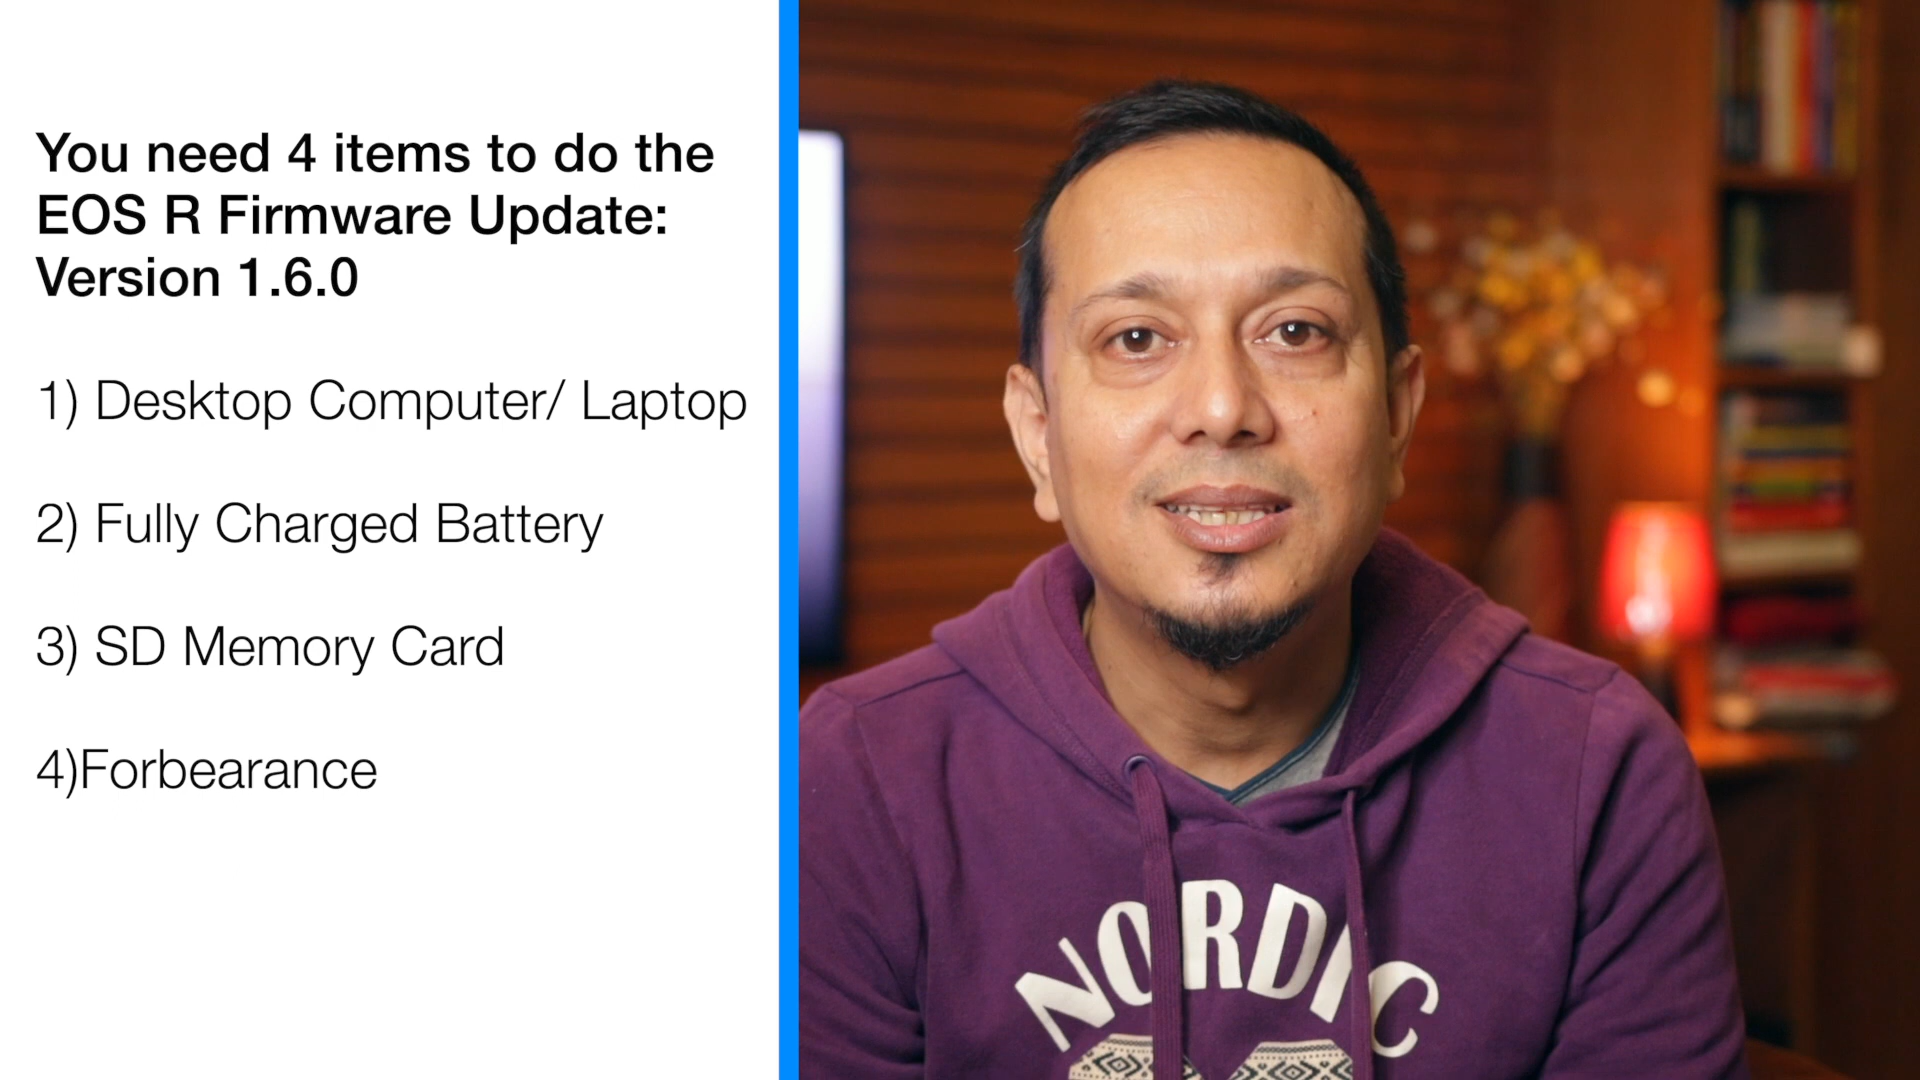 You need 4 items to do the
EOS R Firmware Update:
Version 1.6.0
1) Desktop Computer/ Laptop
2) Fully Charged Battery
3) SD Memory Card
4)Forbearance
NORDIC